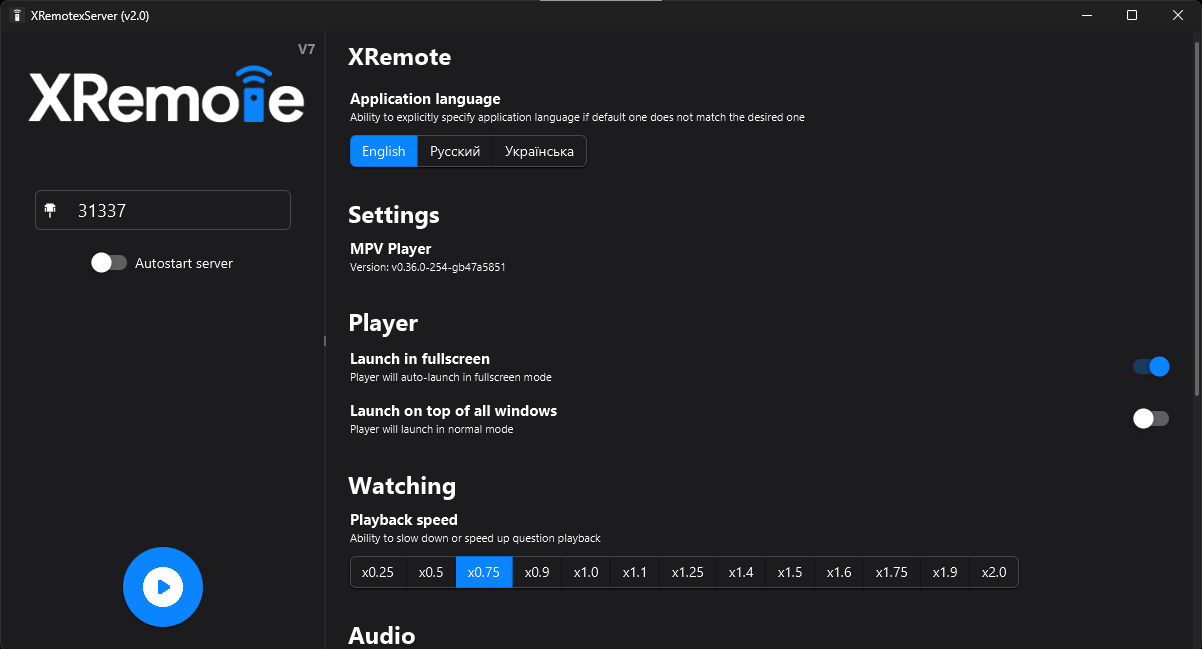 XRemotexServer (v2.0)
V7
XRemote
31337
Autostart server
XRemote
Application language
Ability to explicitly specify application language if default one does not match the desired one
English Русский Українська
Settings
MPV Player
Version: v0.36.0-254-gb47a5851
Player
Launch in fullscreen
Player will auto-launch in fullscreen mode
Launch on top of all windows
Player will launch in normal mode
Watching
Playback speed
Ability to slow down or speed up question playback
x0.25 x0.5 x0.75 x0.9 x1.0 x1.1 x1.25 x1.4 x1.5 x1.6 x1.75 x1.9 x2.0
Audio